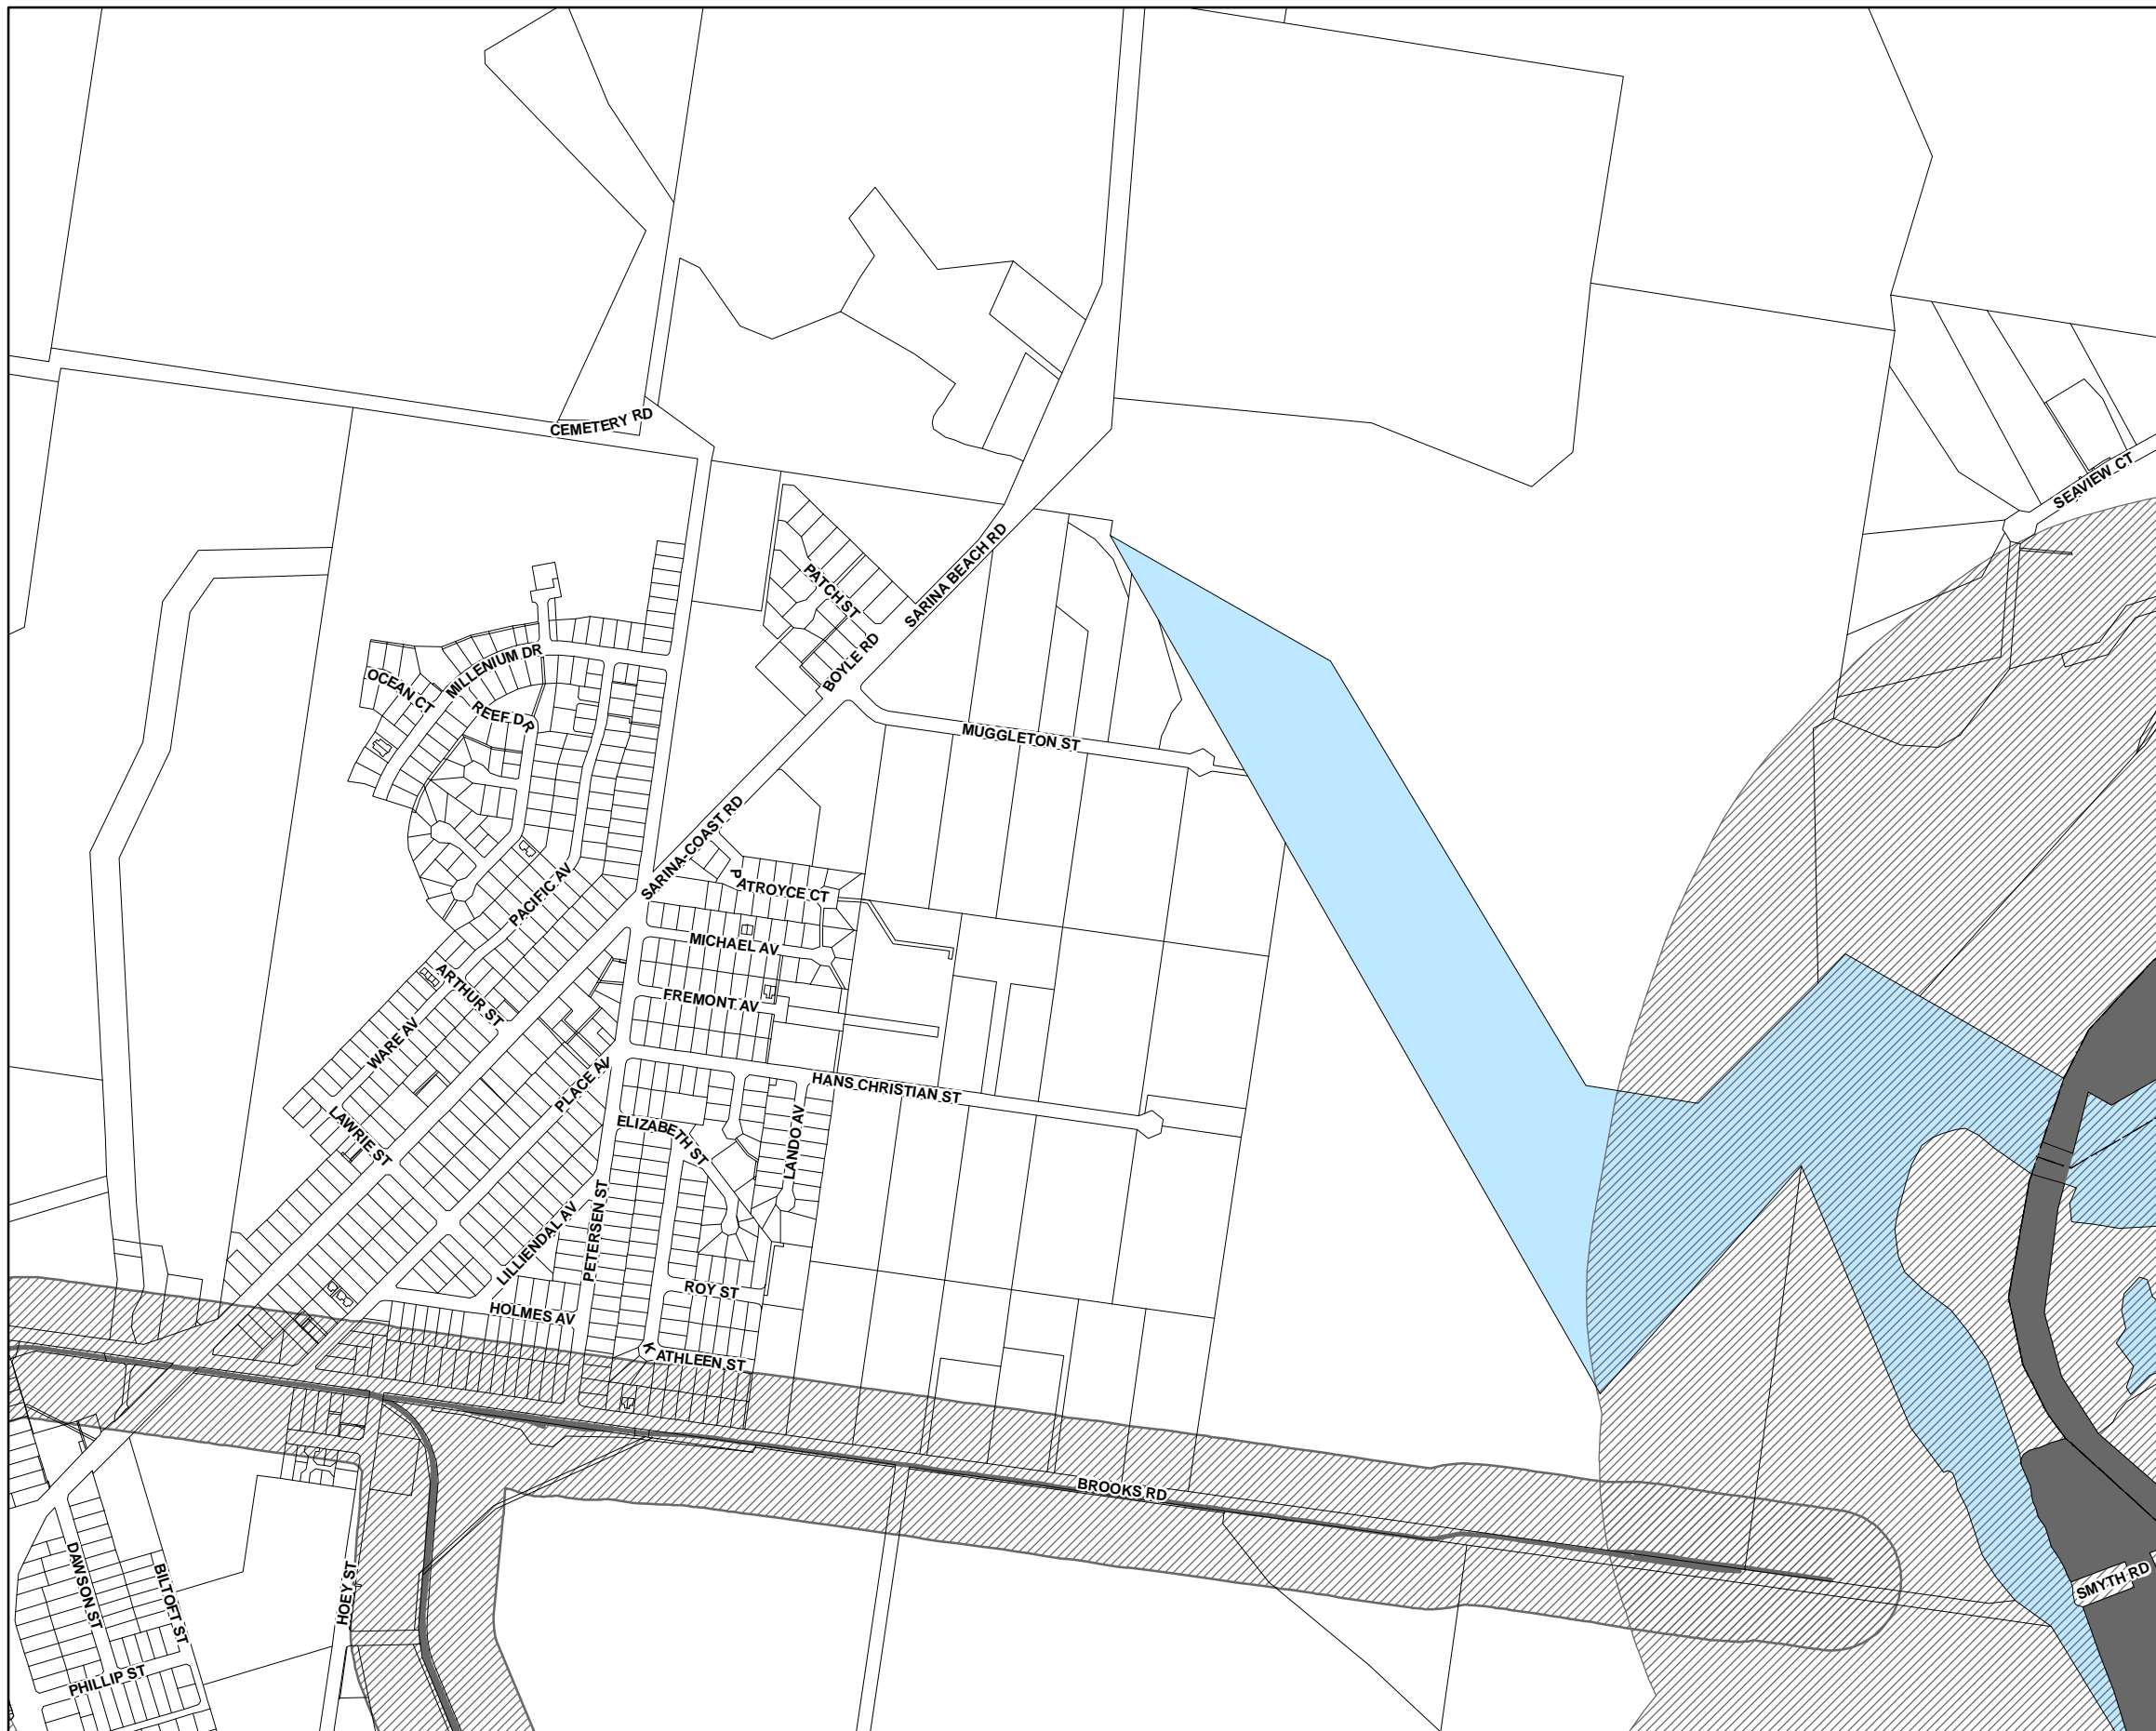 CEMETERY RD
SEAVIEW CT
PATCH ST
SARINA BEACH RD
BOYLE RD
MILLENIUM DR
OCEAN CT
REEF DR
MUGGLETON ST
SARINA-COAST RD
PACIFIC AV
PATROYCE CT
MICHAEL AV
ARTHUR ST
FREMONT AV
WARE AV
PLACE AV
HANS CHRISTIAN ST
LAWRIE ST
ELIZABETH ST
LANDO AV
LILLIENDAL AV
PETERSEN ST
ROY ST
HOLMES AV
KATHLEEN ST
BROOKS RD
DAWSON ST
BILTOFT ST
HOEY ST
SMYTH RD
PHILLIP ST